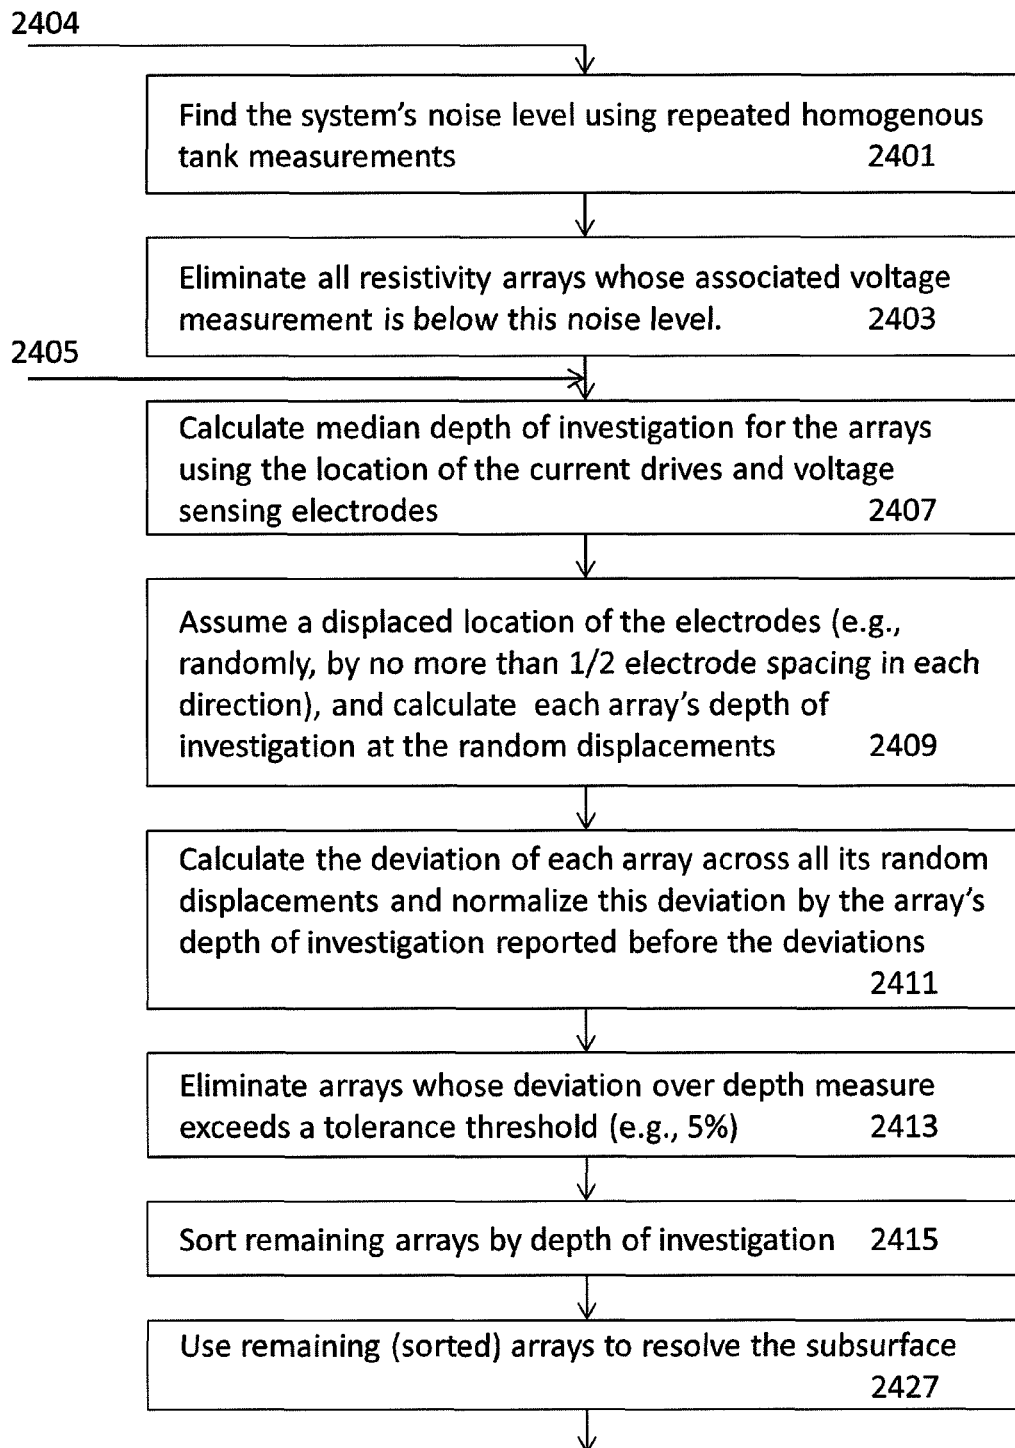 2404
Find the system's noise level using repeated homogenous
tank measurements 2401
Eliminate all resistivity arrays whose associated voltage
measurement is below this noise level. 2403
2405
Calculate median depth of investigation for the arrays
using the location of the current drives and voltage
sensing electrodes 2407
Assume a displaced location of the electrodes (e.g.,
randomly, by no more than 1/2 electrode spacing in each
direction), and calculate each array's depth of
investigation at the random displacements 2409
Calculate the deviation of each array across all its random
displacements and normalize this deviation by the array's
depth of investigation reported before the deviations
2411
Eliminate arrays whose deviation over depth measure
exceeds a tolerance threshold (e.g., 5%) 2413
Sort remaining arrays by depth of investigation 2415
Use remaining (sorted) arrays to resolve the subsurface
2427